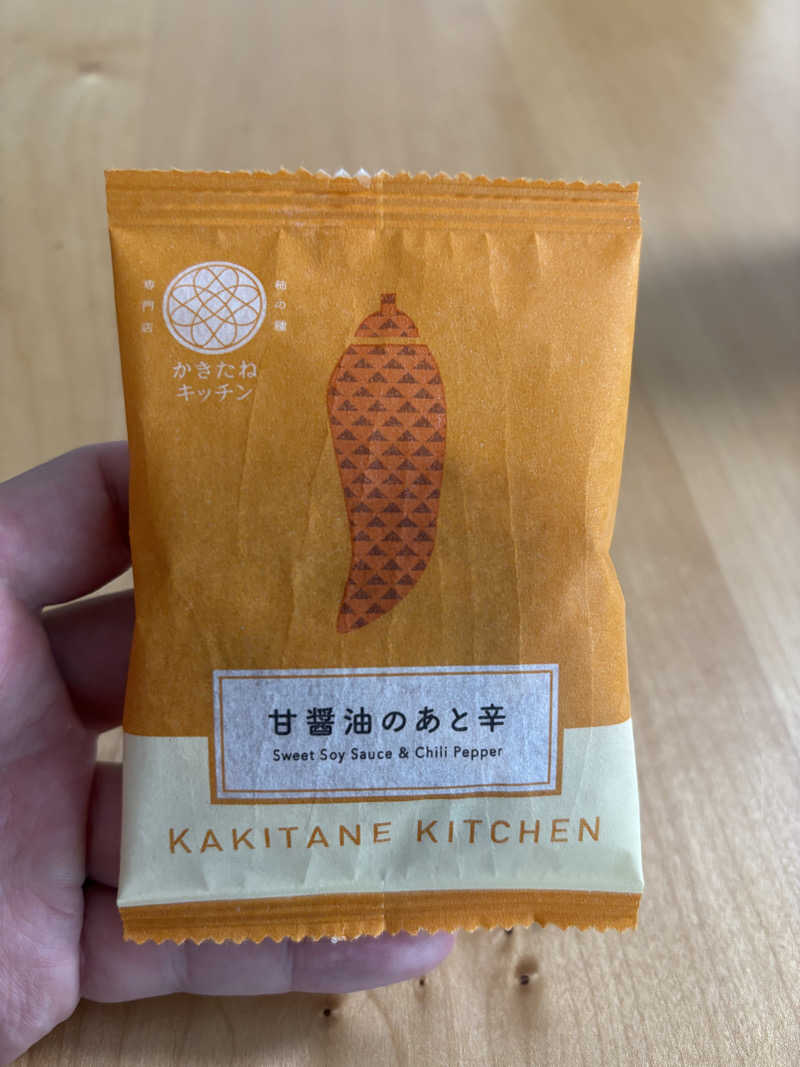 柿の種
専門店
かきたね
キッチン
甘醤油のあと辛
Sweet Soy Sauce & Chili Pepper
KAKITANE KITCHEN